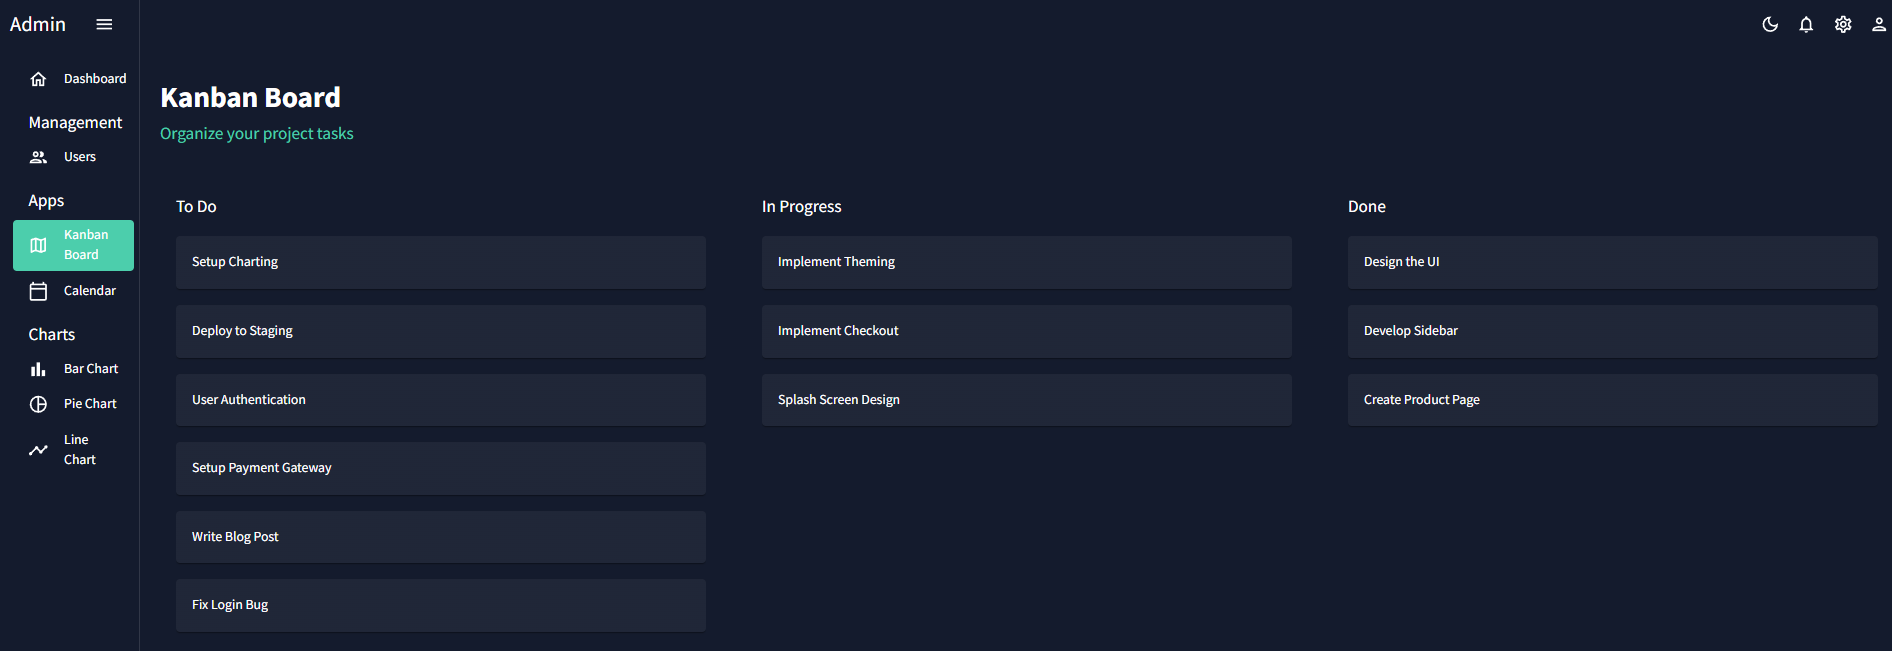 Admin
Dashboard
Management
Users
Apps
Kanban
Board
Calendar
Charts
Bar Chart
Pie Chart
Line
Chart
Kanban Board
Organize your project tasks
To Do
Setup Charting
Deploy to Staging
User Authentication
Setup Payment Gateway
Write Blog Post
Fix Login Bug
In Progress
Implement Theming
Implement Checkout
Splash Screen Design
Done
Design the UI
Develop Sidebar
Create Product Page